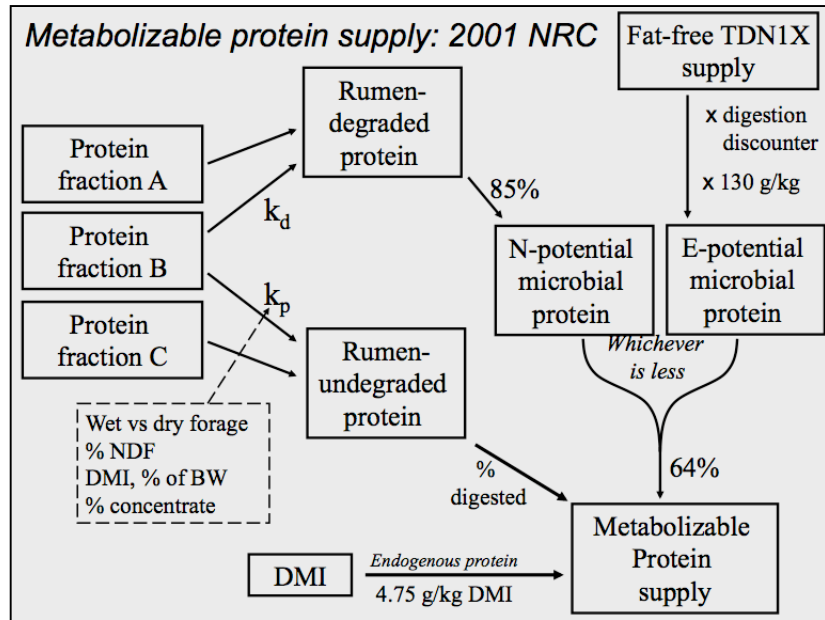 Metabolizable protein supply: 2001 NRC
Fat-free TDN1X
supply
Rumen-
degraded
protein
x digestion
discounter
x 130 g/kg
Protein
fraction A
85%
Protein
fraction B
k_d
N-potential
microbial
protein
E-potential
microbial
protein
k_p
Protein
fraction C
Rumen-
undegraded
protein
Whichever
is less
Wet vs dry forage
% NDF
DMI, % of BW
% concentrate
%
digested
64%
Metabolizable
Protein
supply
DMI
Endogenous protein
4.75 g/kg DMI